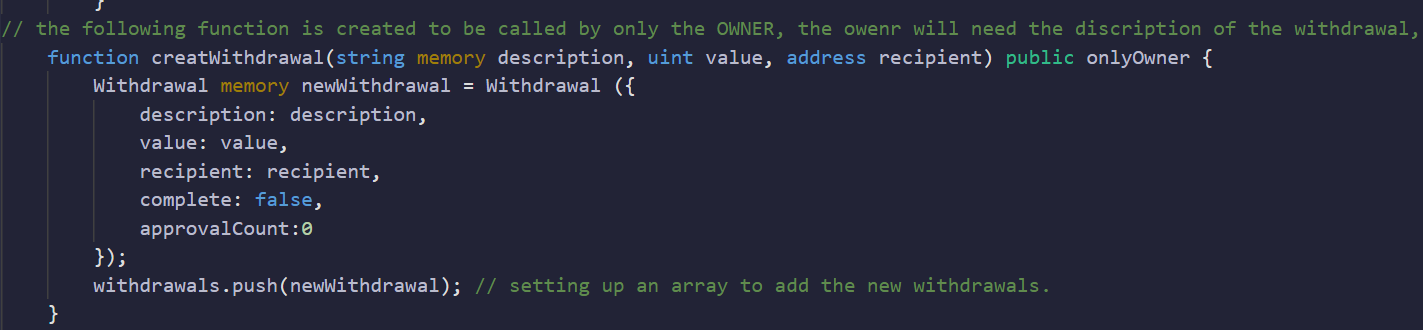 }
// the following function is created to be called by only the OWNER, the owenr will need the discription of the withdrawal,
function creatWithdrawal(string memory description, uint value, address recipient) public onlyOwner {
Withdrawal memory newWithdrawal = Withdrawal ({
description: description,
value: value,
recipient: recipient,
complete: false,
approvalCount:0
});
withdrawals.push(newWithdrawal); // setting up an array to add the new withdrawals.
}